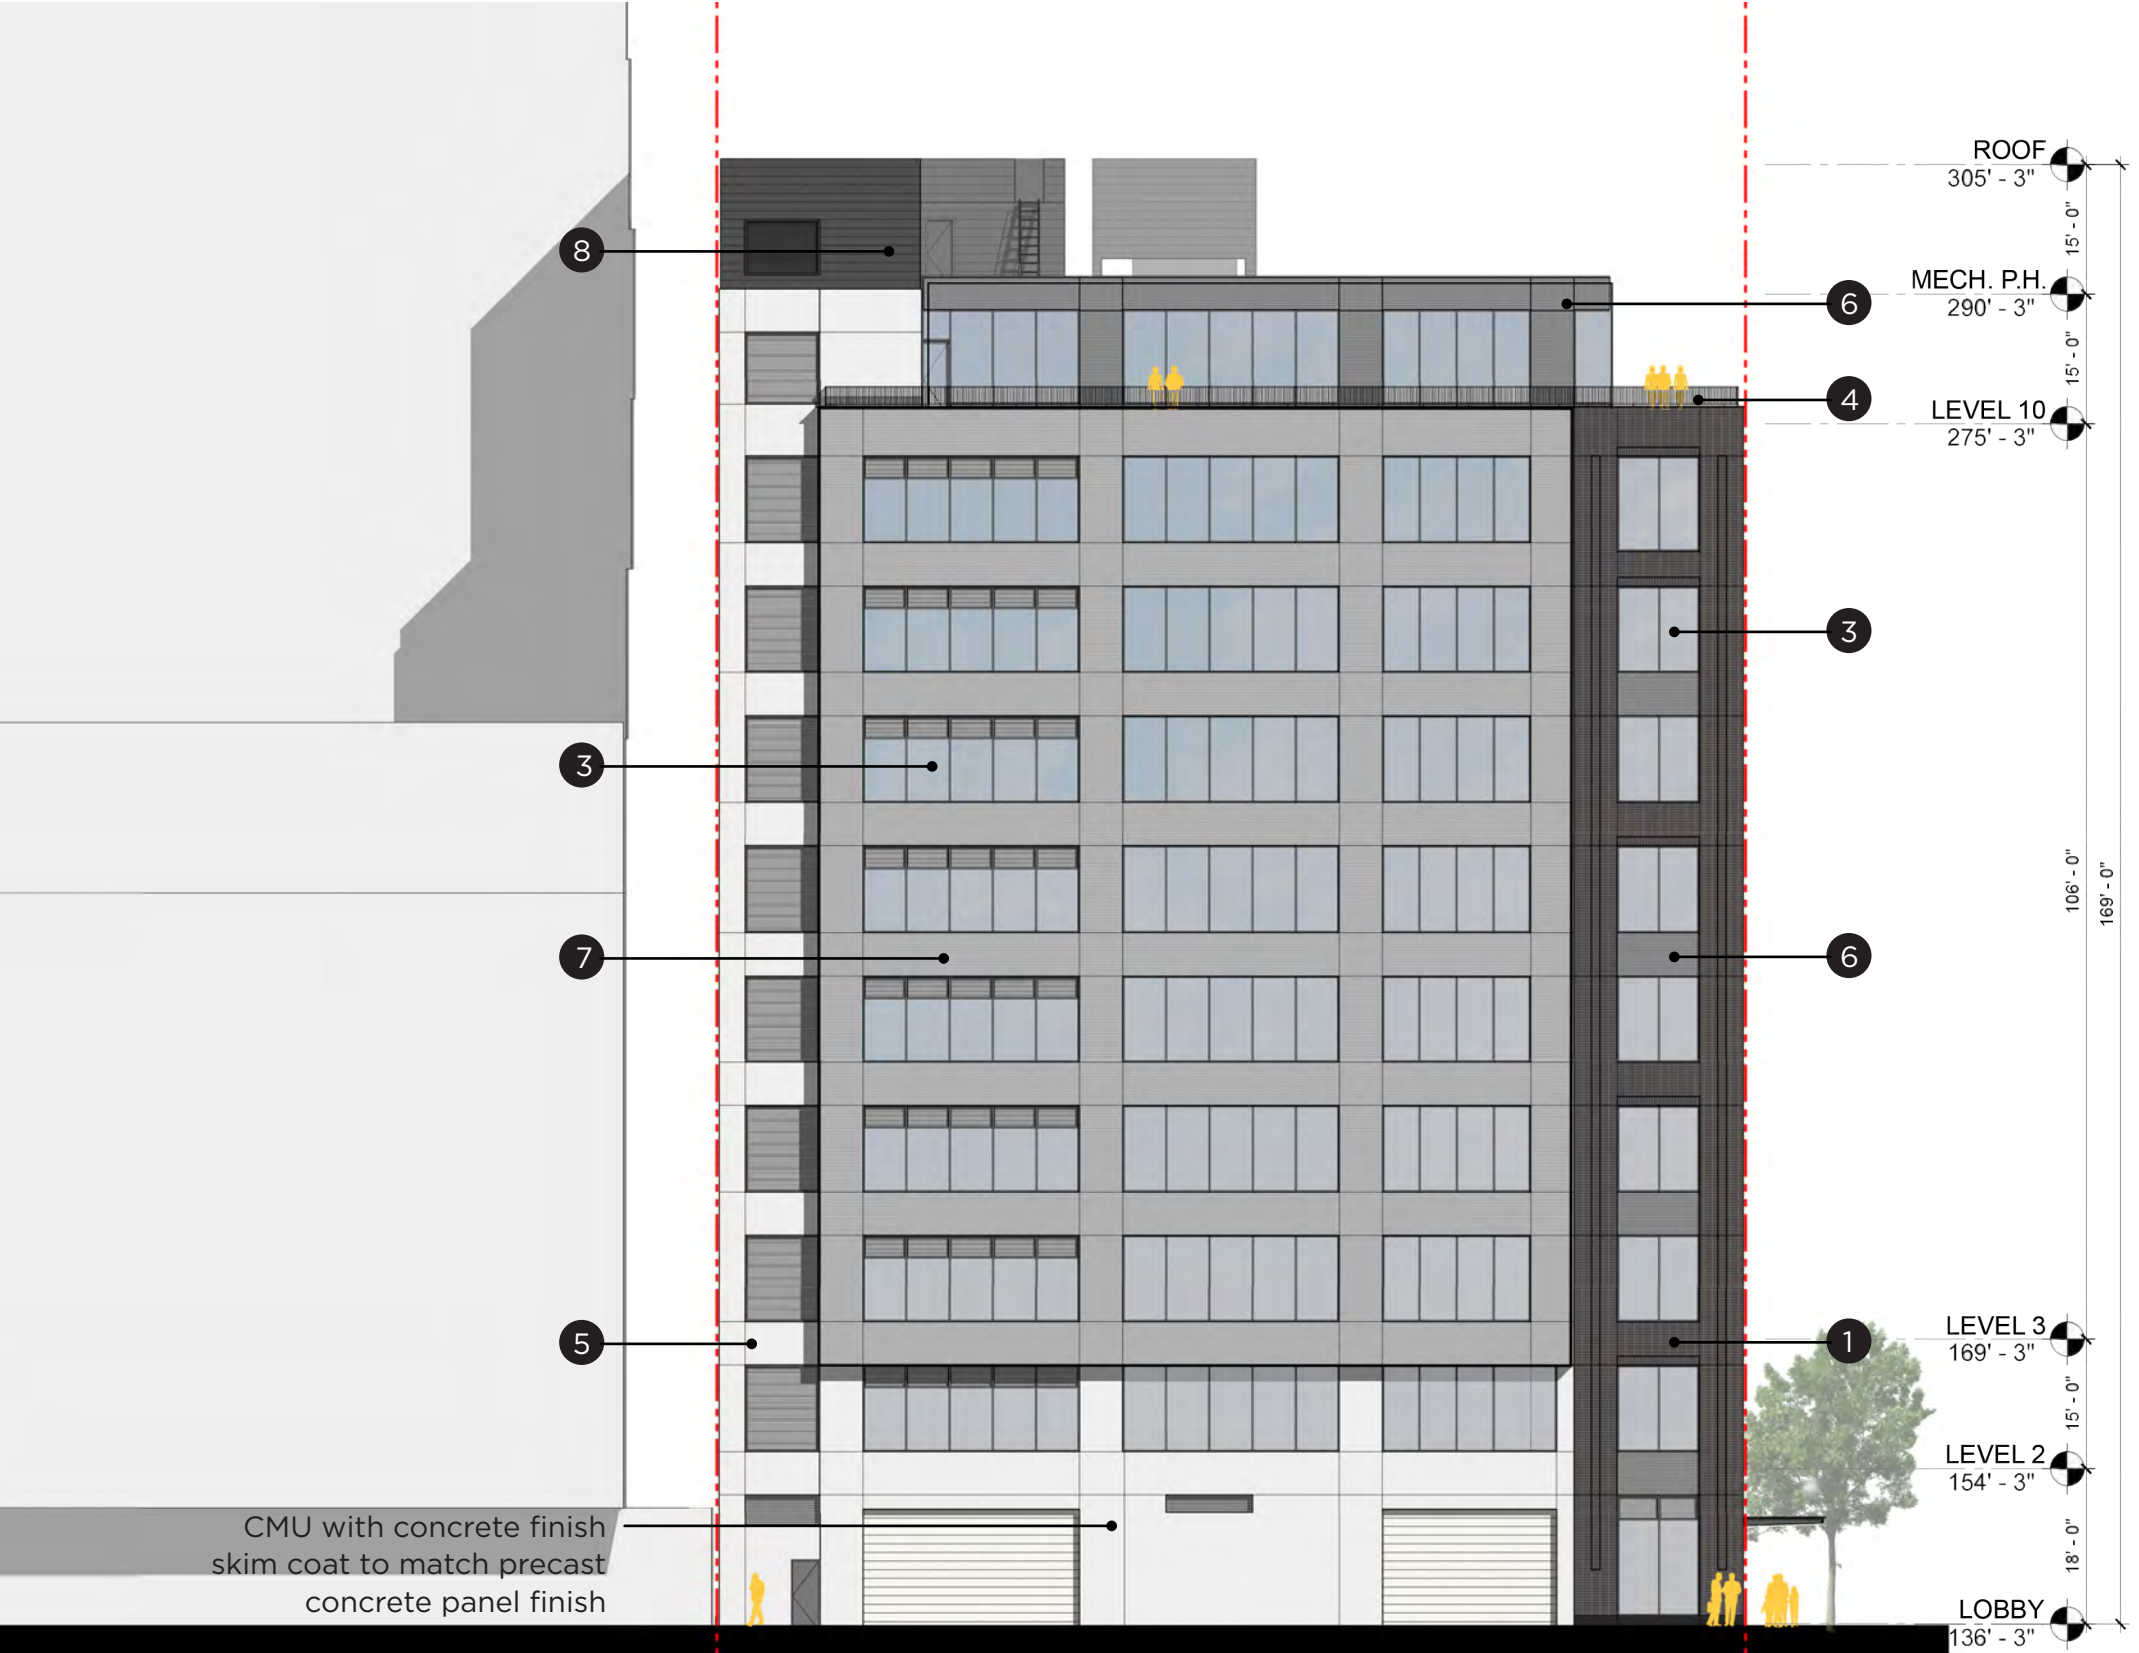 ROOF
305' - 3"
15' - 0"
8
MECH. P.H.
290' - 3"
6
15' - 0"
4
LEVEL 10
275' - 3"
3
3
106' - 0"
169' - 0"
7
6
5
1
LEVEL 3
169' - 3"
15' - 0"
LEVEL 2
154' - 3"
CMU with concrete finish
skim coat to match precast
concrete panel finish
18' - 0"
LOBBY
136' - 3"